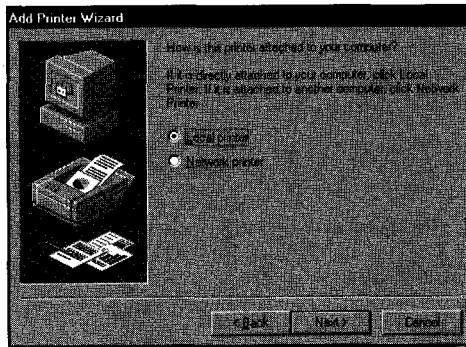 Add Printer Wizard
How is the printer attached to your computer?
If it is directly attached to your computer, click Local
Printer. If it is attached to another computer, click Network
Printer.
Local printer
Network printer
< Back
Next >
Cancel